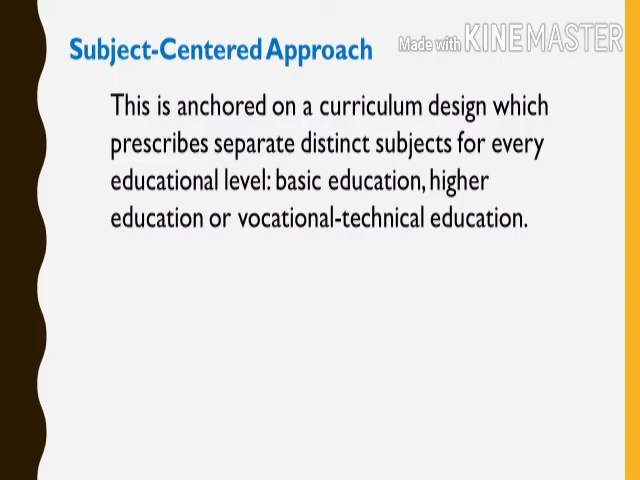 Subject-Centered Approach
Made with KINEMASTER
This is anchored on a curriculum design which
prescribes separate distinct subjects for every
educational level: basic education, higher
education or vocational-technical education.